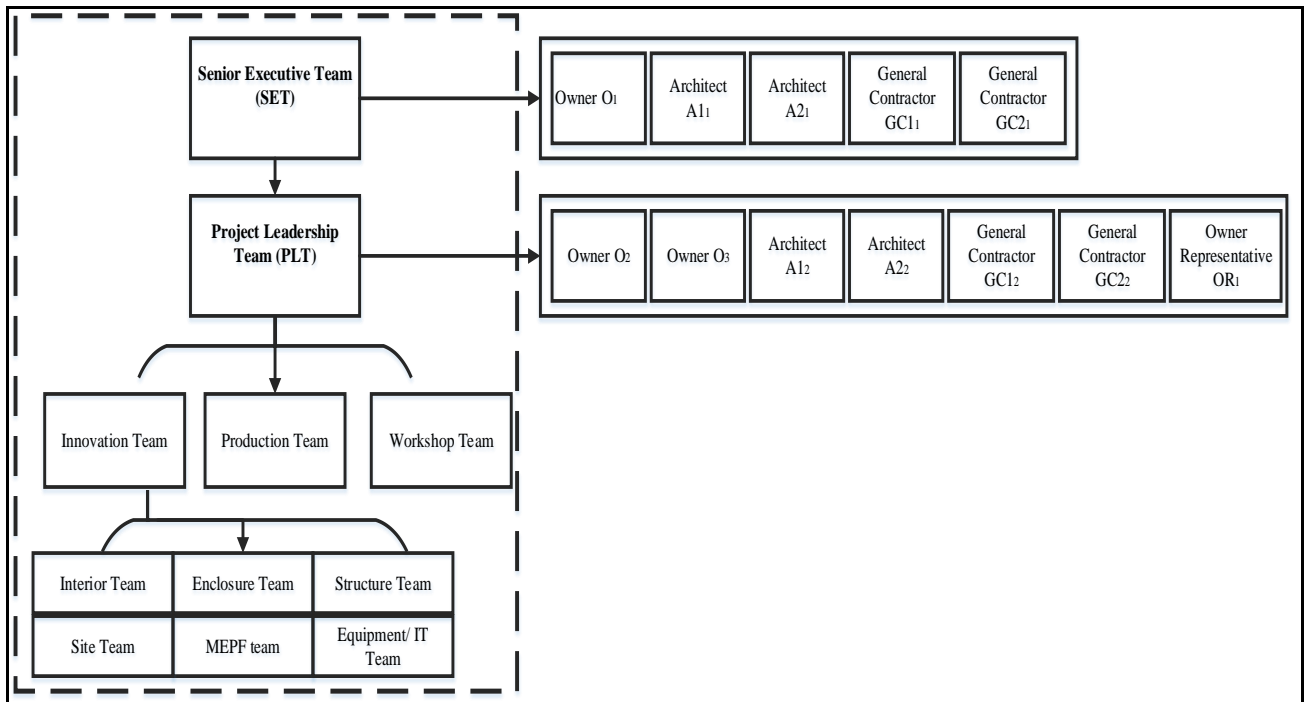 Senior Executive Team
(SET)
Owner O₁
Architect
A1₁
Architect
A2₁
General
Contractor
GC1₁
General
Contractor
GC2₁
Project Leadership
Team (PLT)
Owner O₂
Owner O₃
Architect
A1₂
Architect
A2₂
General
Contractor
GC1₂
General
Contractor
GC2₂
Owner
Representative
OR₁
Innovation Team
Production Team
Workshop Team
Interior Team
Enclosure Team
Structure Team
Site Team
MEPF team
Equipment/ IT
Team